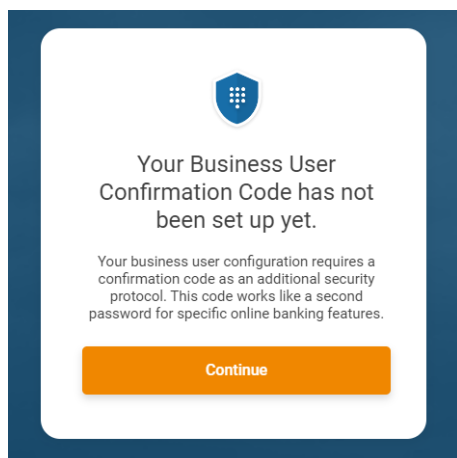 Your Business User
Confirmation Code has not
been set up yet.
Your business user configuration requires a
confirmation code as an additional security
protocol. This code works like a second
password for specific online banking features.
Continue